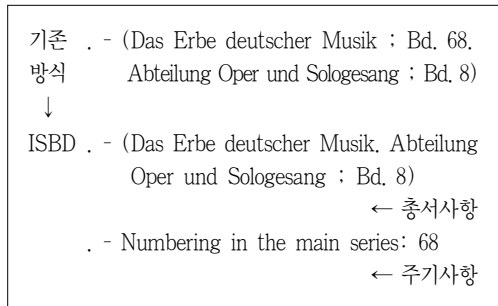 기존 . - (Das Erbe deutscher Musik ; Bd. 68.
방식 Abteilung Oper und Sologesang ; Bd. 8)
↓
ISBD . - (Das Erbe deutscher Musik. Abteilung
Oper und Sologesang ; Bd. 8)
← 총서사항
. - Numbering in the main series: 68
← 주기사항